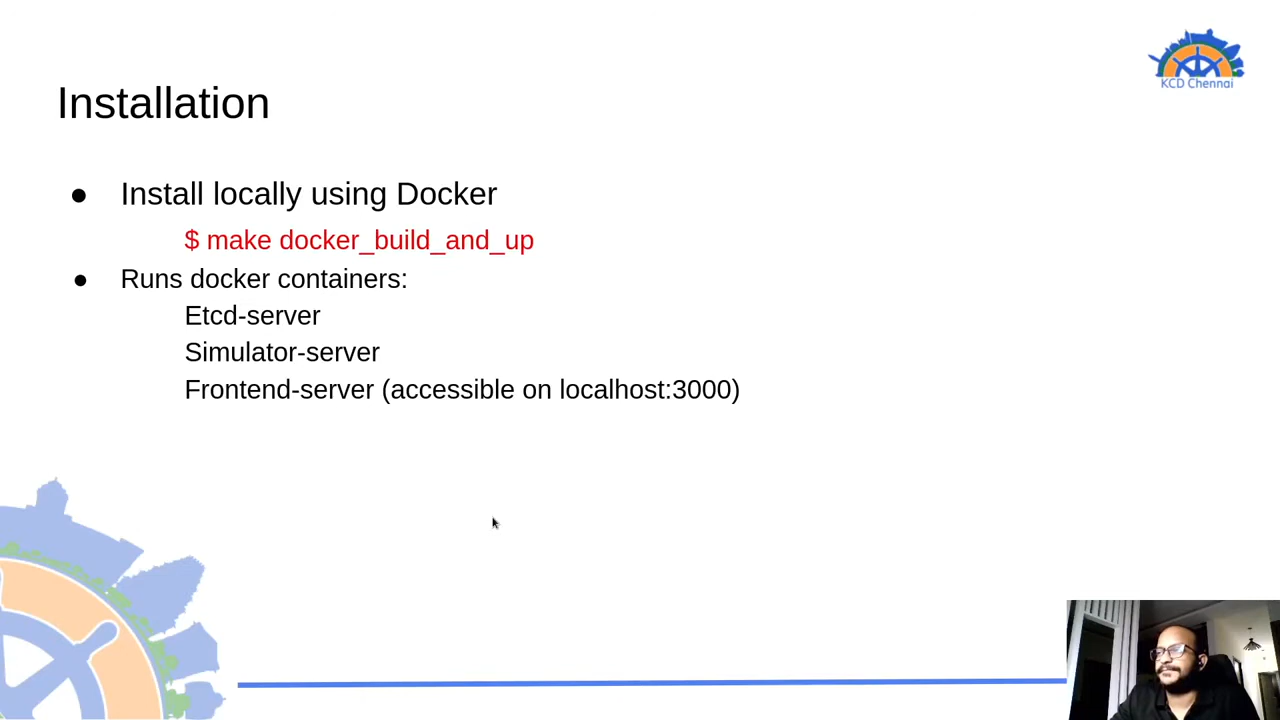 KCD Chennai
Installation
● Install locally using Docker
$ make docker_build_and_up
● Runs docker containers:
Etcd-server
Simulator-server
Frontend-server (accessible on localhost:3000)